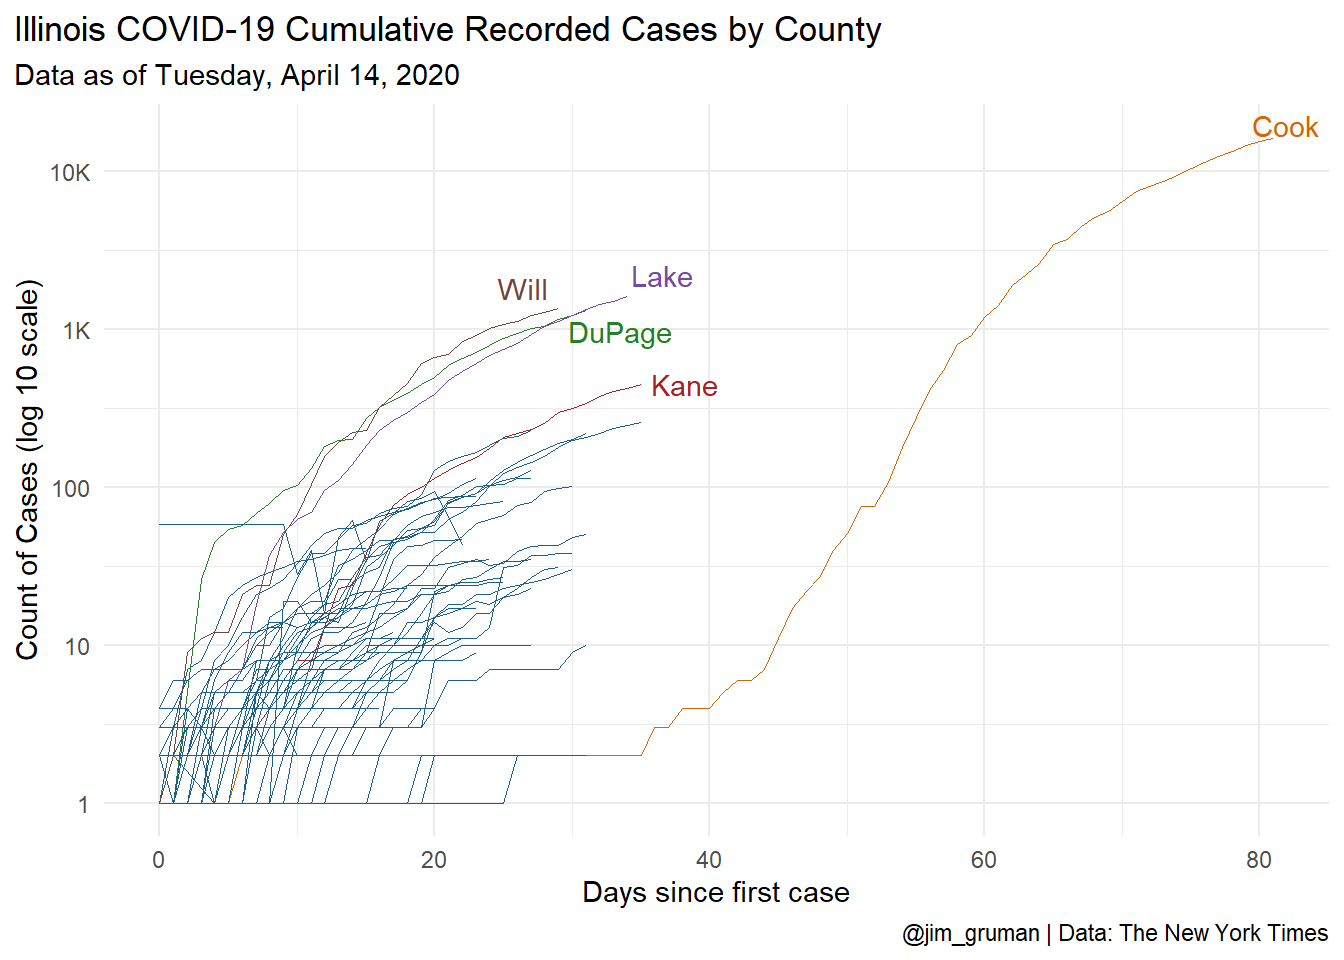 Illinois COVID-19 Cumulative Recorded Cases by County
Data as of Tuesday, April 14, 2020
Count of Cases (log 10 scale)
10K
1K
100
10
1
Cook
Lake
Will
DuPage
Kane
0 20 40 60 80
Days since first case
@jim_gruman | Data: The New York Times